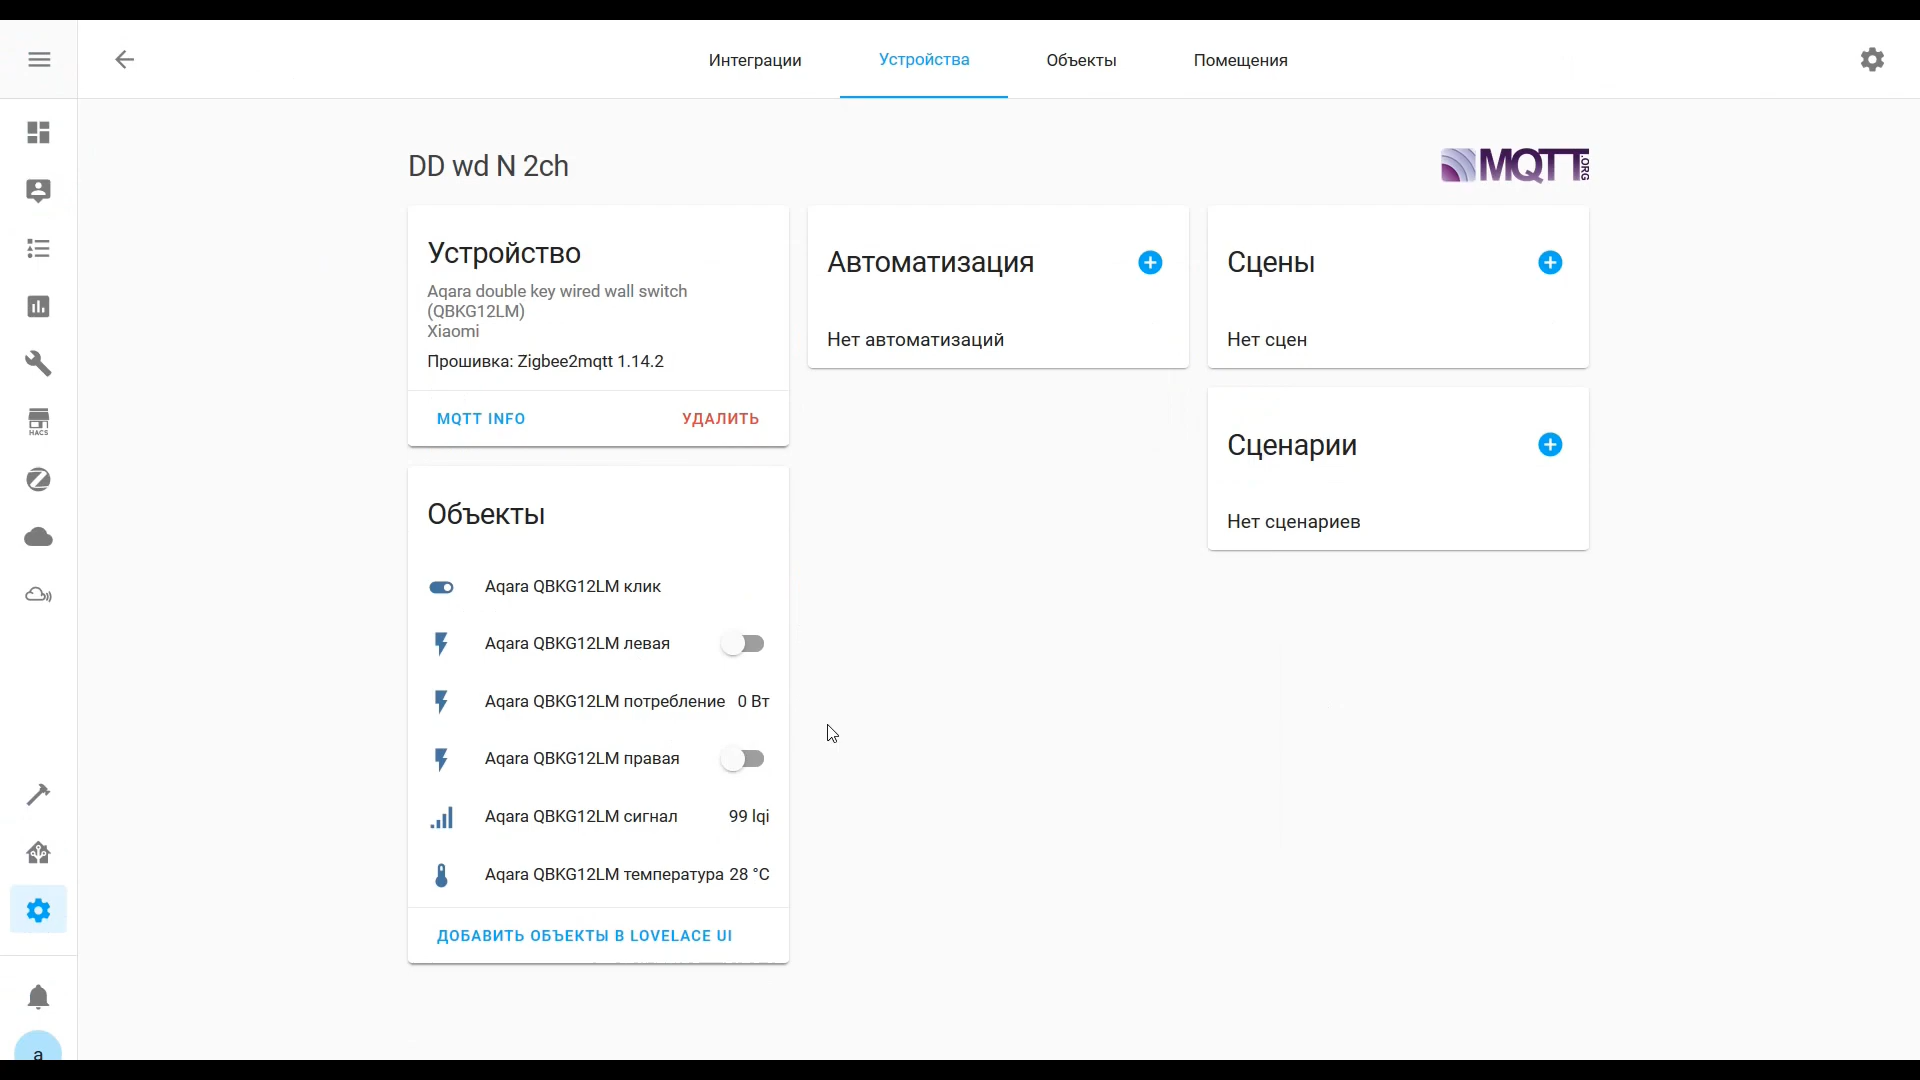 Интеграции
Устройства
Объекты
Помещения
DD wd N 2ch
MQTT.ORG
Устройство
Aqara double key wired wall switch
(QBKG12LM)
Xiaomi
Прошивка: Zigbee2mqtt 1.14.2
MQTT INFO
УДАЛИТЬ
Автоматизация
Нет автоматизаций
Сцены
Нет сцен
Сценарии
Нет сценариев
Объекты
Aqara QBKG12LM клик
Aqara QBKG12LM левая
Aqara QBKG12LM потребление 0 Вт
Aqara QBKG12LM правая
Aqara QBKG12LM сигнал 99 lqi
Aqara QBKG12LM температура 28 °C
ДОБАВИТЬ ОБЪЕКТЫ В LOVELACE UI
HACS
a